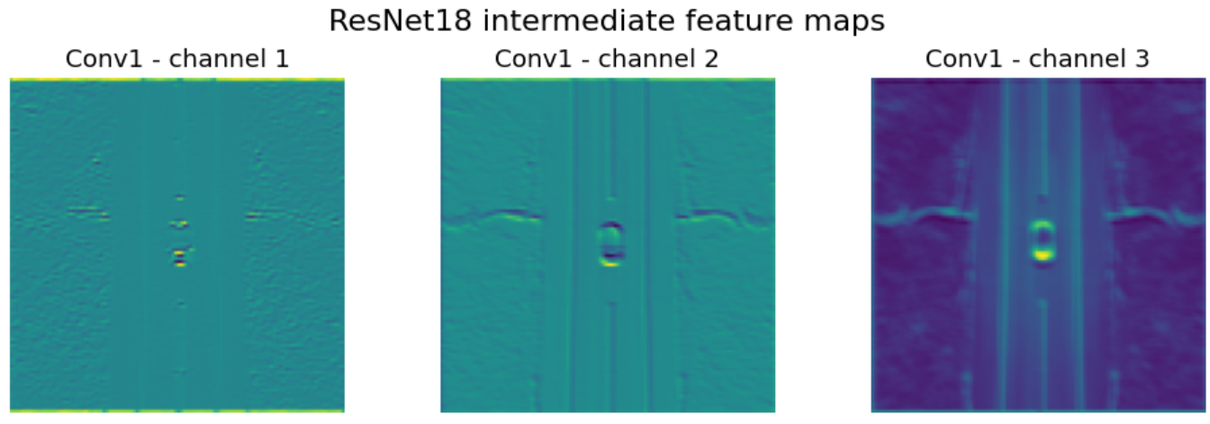 ResNet18 intermediate feature maps
Conv1 - channel 1
Conv1 - channel 2
Conv1 - channel 3